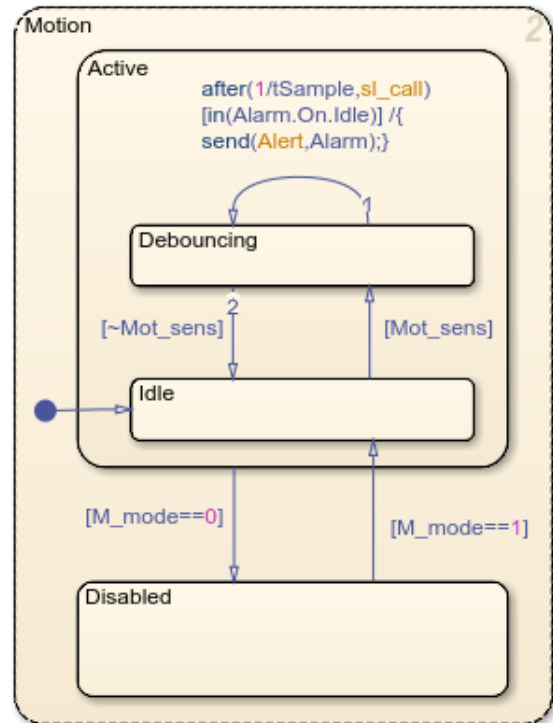 Motion
2
Active
after(1/tSample,sl_call)
[in(Alarm.On.Idle)] /{
send(Alert,Alarm);}
1
Debouncing
2
[~Mot_sens]
[Mot_sens]
Idle
[M_mode==0]
[M_mode==1]
Disabled